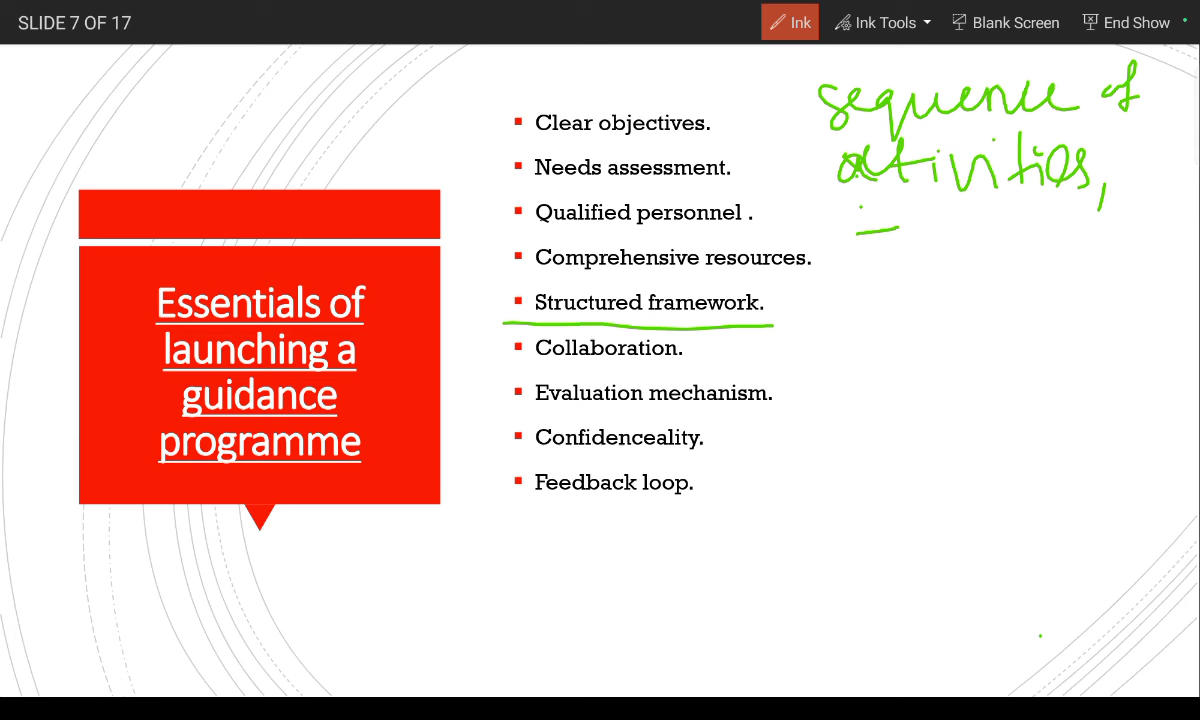 SLIDE 7 OF 17
Ink
Ink Tools
Blank Screen
End Show
sequence of
activities,
Essentials of
launching a
guidance
programme
Clear objectives.
Needs assessment.
Qualified personnel .
Comprehensive resources.
Structured framework.
Collaboration.
Evaluation mechanism.
Confidenceality.
Feedback loop.